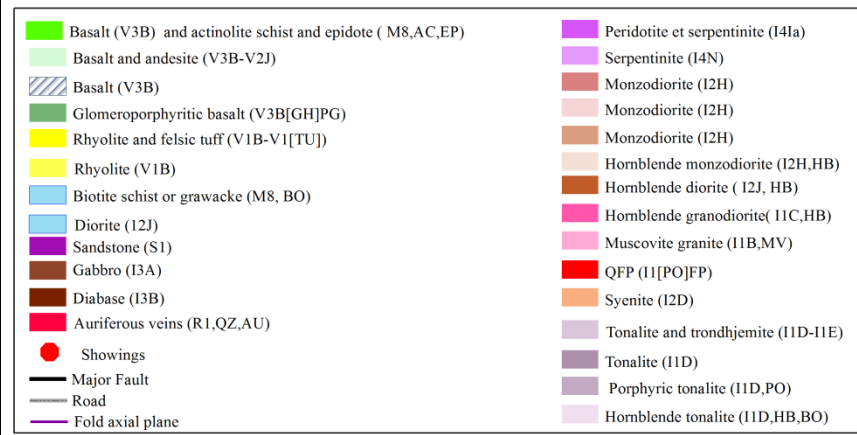 Basalt (V3B) and actinolite schist and epidote ( M8,AC,EP)
Basalt and andesite (V3B-V2J)
Basalt (V3B)
Glomeroporphyritic basalt (V3B[GH]PG)
Rhyolite and felsic tuff (V1B-V1[TU])
Rhyolite (V1B)
Biotite schist or grawacke (M8, BO)
Diorite (12J)
Sandstone (S1)
Gabbro (I3A)
Diabase (I3B)
Auriferous veins (R1,QZ,AU)
Showings
Major Fault
Road
Fold axial plane
Peridotite et serpentinite (I4Ia)
Serpentinite (I4N)
Monzodiorite (I2H)
Monzodiorite (I2H)
Monzodiorite (I2H)
Hornblende monzodiorite (I2H,HB)
Hornblende diorite ( I2J, HB)
Hornblende granodiorite( I1C,HB)
Muscovite granite (I1B,MV)
QFP (I1[PO]FP)
Syenite (I2D)
Tonalite and trondhjemite (I1D-I1E)
Tonalite (I1D)
Porphyric tonalite (I1D,PO)
Hornblende tonalite (I1D,HB,BO)